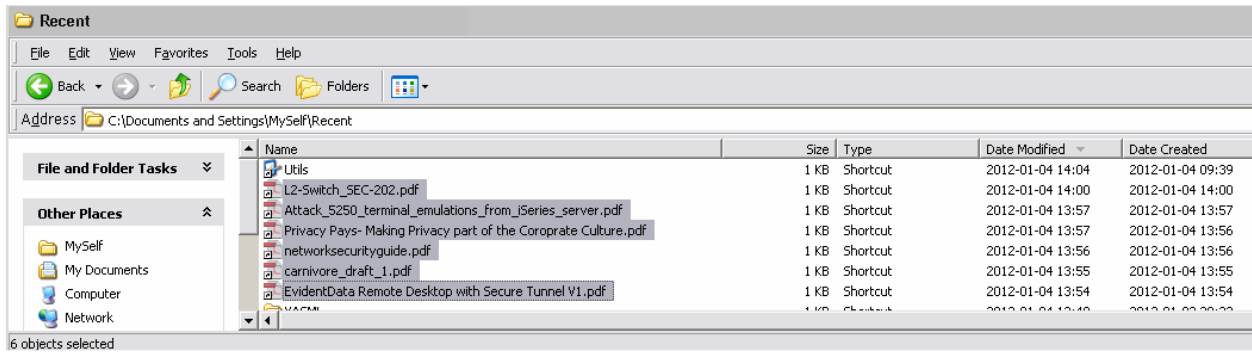 Recent
File Edit View Favorites Tools Help
Back Search Folders
Address C:\Documents and Settings\MySelf\Recent
Name Size Type Date Modified Date Created
File and Folder Tasks
Other Places
MySelf
My Documents
Computer
Network
Utils 1 KB Shortcut 2012-01-04 14:04 2012-01-04 09:39
L2-Switch_SEC-202.pdf 1 KB Shortcut 2012-01-04 14:00 2012-01-04 14:00
Attack_5250_terminal_emulations_from_iSeries_server.pdf 1 KB Shortcut 2012-01-04 13:57 2012-01-04 13:57
Privacy Pays- Making Privacy part of the Coroprate Culture.pdf 1 KB Shortcut 2012-01-04 13:57 2012-01-04 13:56
networksecurityguide.pdf 1 KB Shortcut 2012-01-04 13:56 2012-01-04 13:56
carnivore_draft_1.pdf 1 KB Shortcut 2012-01-04 13:55 2012-01-04 13:55
EvidentData Remote Desktop with Secure Tunnel V1.pdf 1 KB Shortcut 2012-01-04 13:54 2012-01-04 13:54
6 objects selected